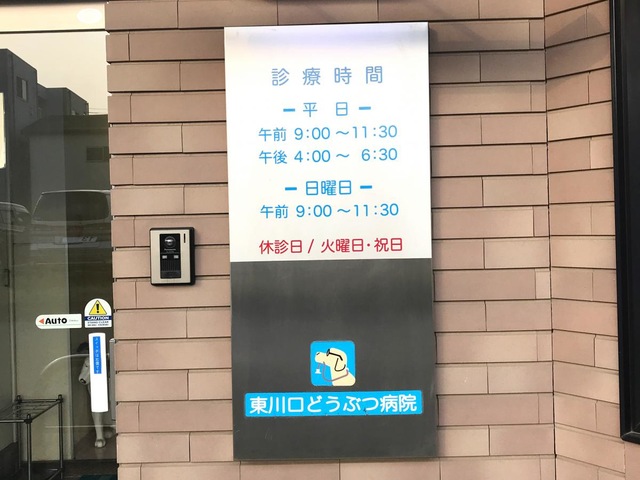 診療時間
ー 平 日 ー
午前 9:00～11:30
午後 4:00～ 6:30
ー 日曜日 ー
午前 9:00～11:30
休診日 / 火曜日・祝日
東川口どうぶつ病院
Auto
CAUTION